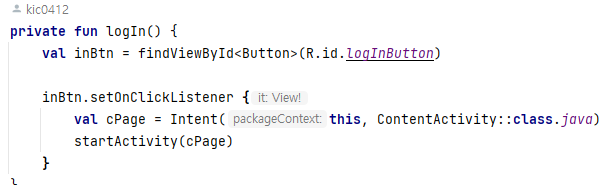 kic0412
private fun logIn() {
val inBtn = findViewById<Button>(R.id.logInButton)
inBtn.setOnClickListener { it: View!
val cPage = Intent( packageContext: this, ContentActivity::class.java)
startActivity(cPage)
}
}